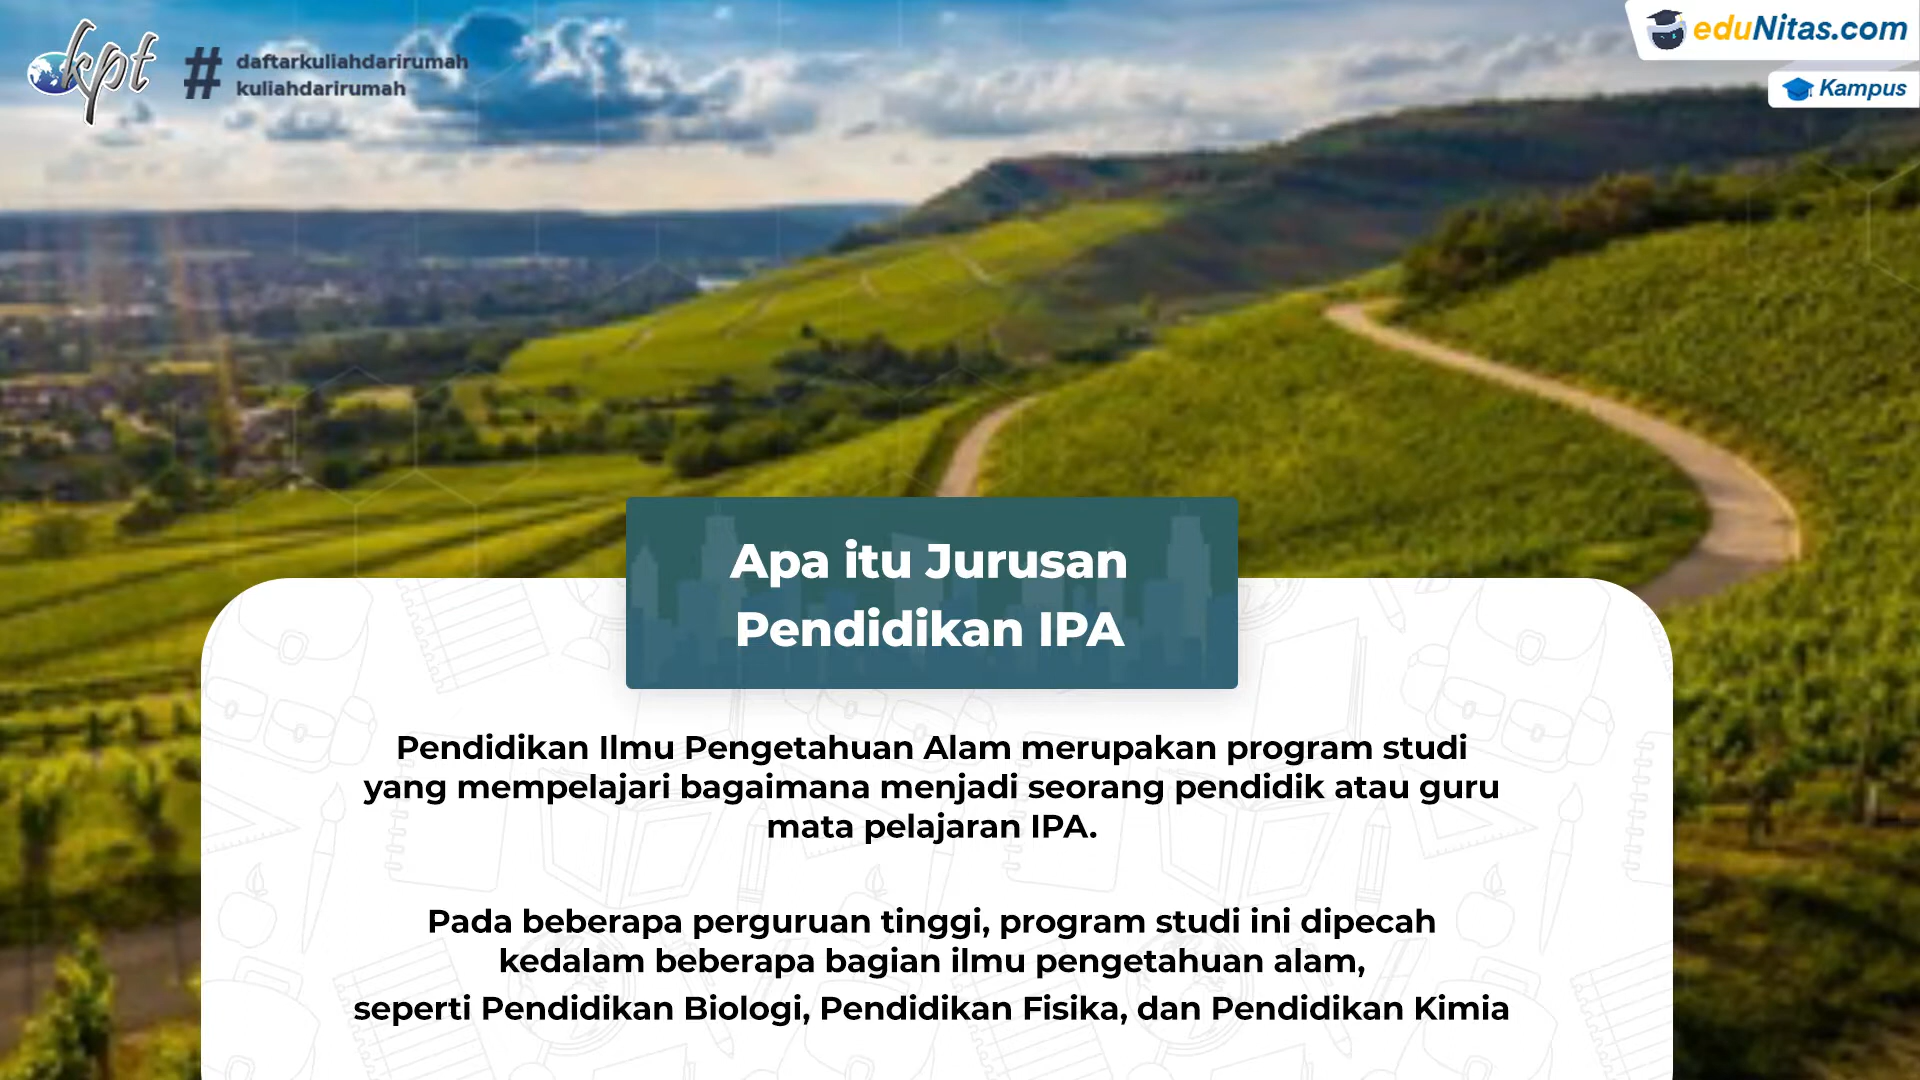 kpt
# daftarkuliahdarirumah
kuliahdarirumah
eduNitas.com
Kampus
Apa itu Jurusan
Pendidikan IPA
Pendidikan Ilmu Pengetahuan Alam merupakan program studi
yang mempelajari bagaimana menjadi seorang pendidik atau guru
mata pelajaran IPA.
Pada beberapa perguruan tinggi, program studi ini dipecah
kedalam beberapa bagian ilmu pengetahuan alam,
seperti Pendidikan Biologi, Pendidikan Fisika, dan Pendidikan Kimia